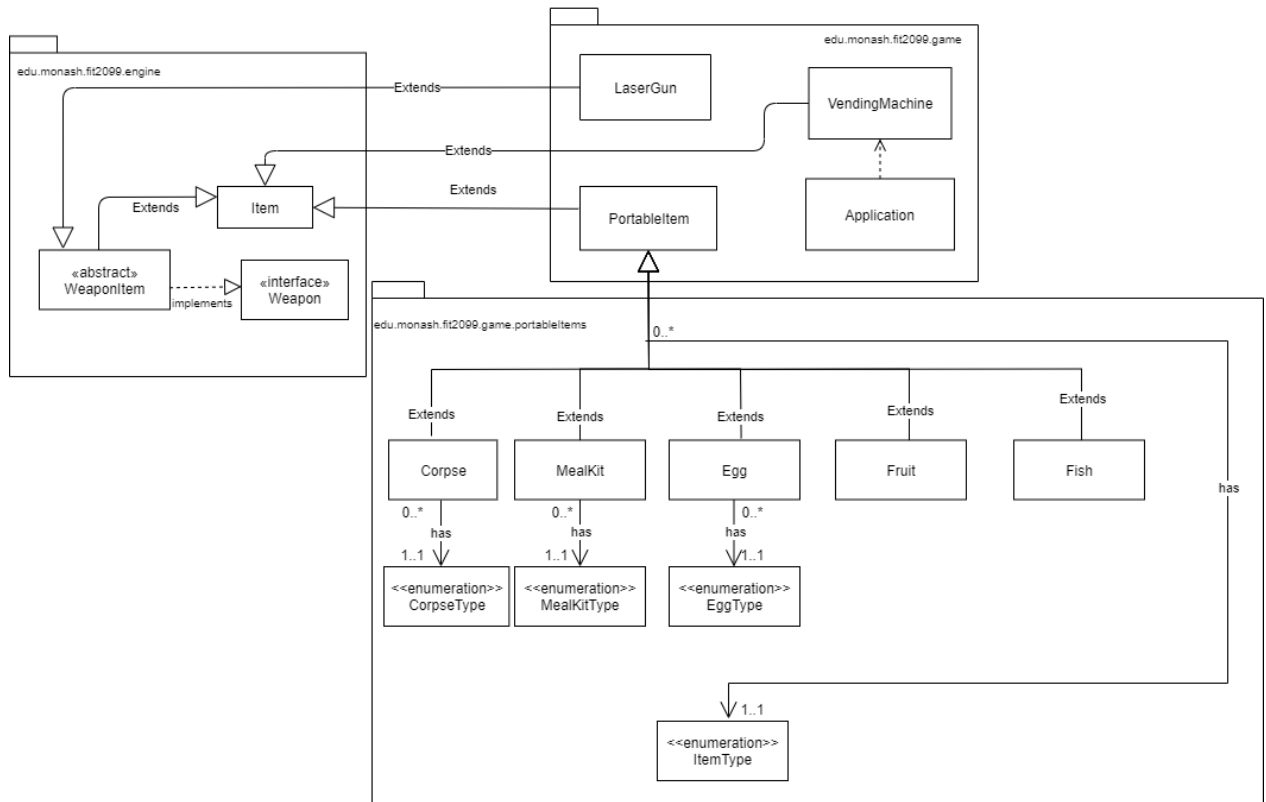 edu.monash.fit2099.game
edu.monash.fit2099.engine
LaserGun
VendingMachine
Extends
Extends
Extends
Item
Extends
PortableItem
Application
«abstract»
WeaponItem
implements
«interface»
Weapon
edu.monash.fit2099.game.portableItems
0..*
Extends
Extends
Extends
Extends
Extends
Corpse
MealKit
Egg
Fruit
Fish
has
0..*
0..*
0..*
has
has
has
1..1
1..1
1..1
<<enumeration>>
CorpseType
<<enumeration>>
MealKitType
<<enumeration>>
EggType
1..1
<<enumeration>>
ItemType